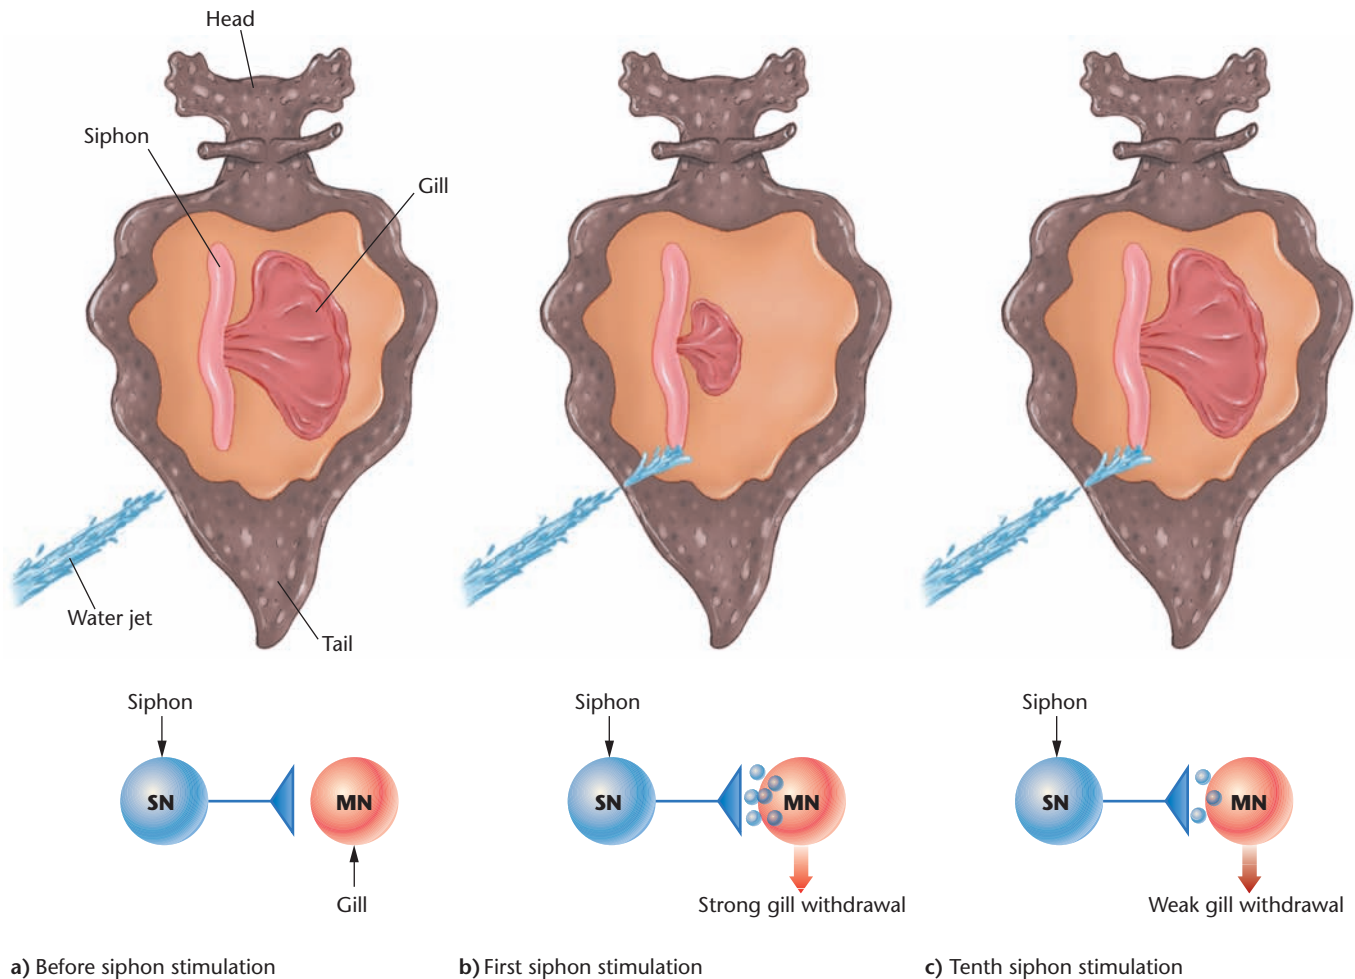 Head
Siphon
Gill
Water jet
Tail
Siphon
SN
MN
Gill
a) Before siphon stimulation
Siphon
SN
MN
Strong gill withdrawal
b) First siphon stimulation
Siphon
SN
MN
Weak gill withdrawal
c) Tenth siphon stimulation